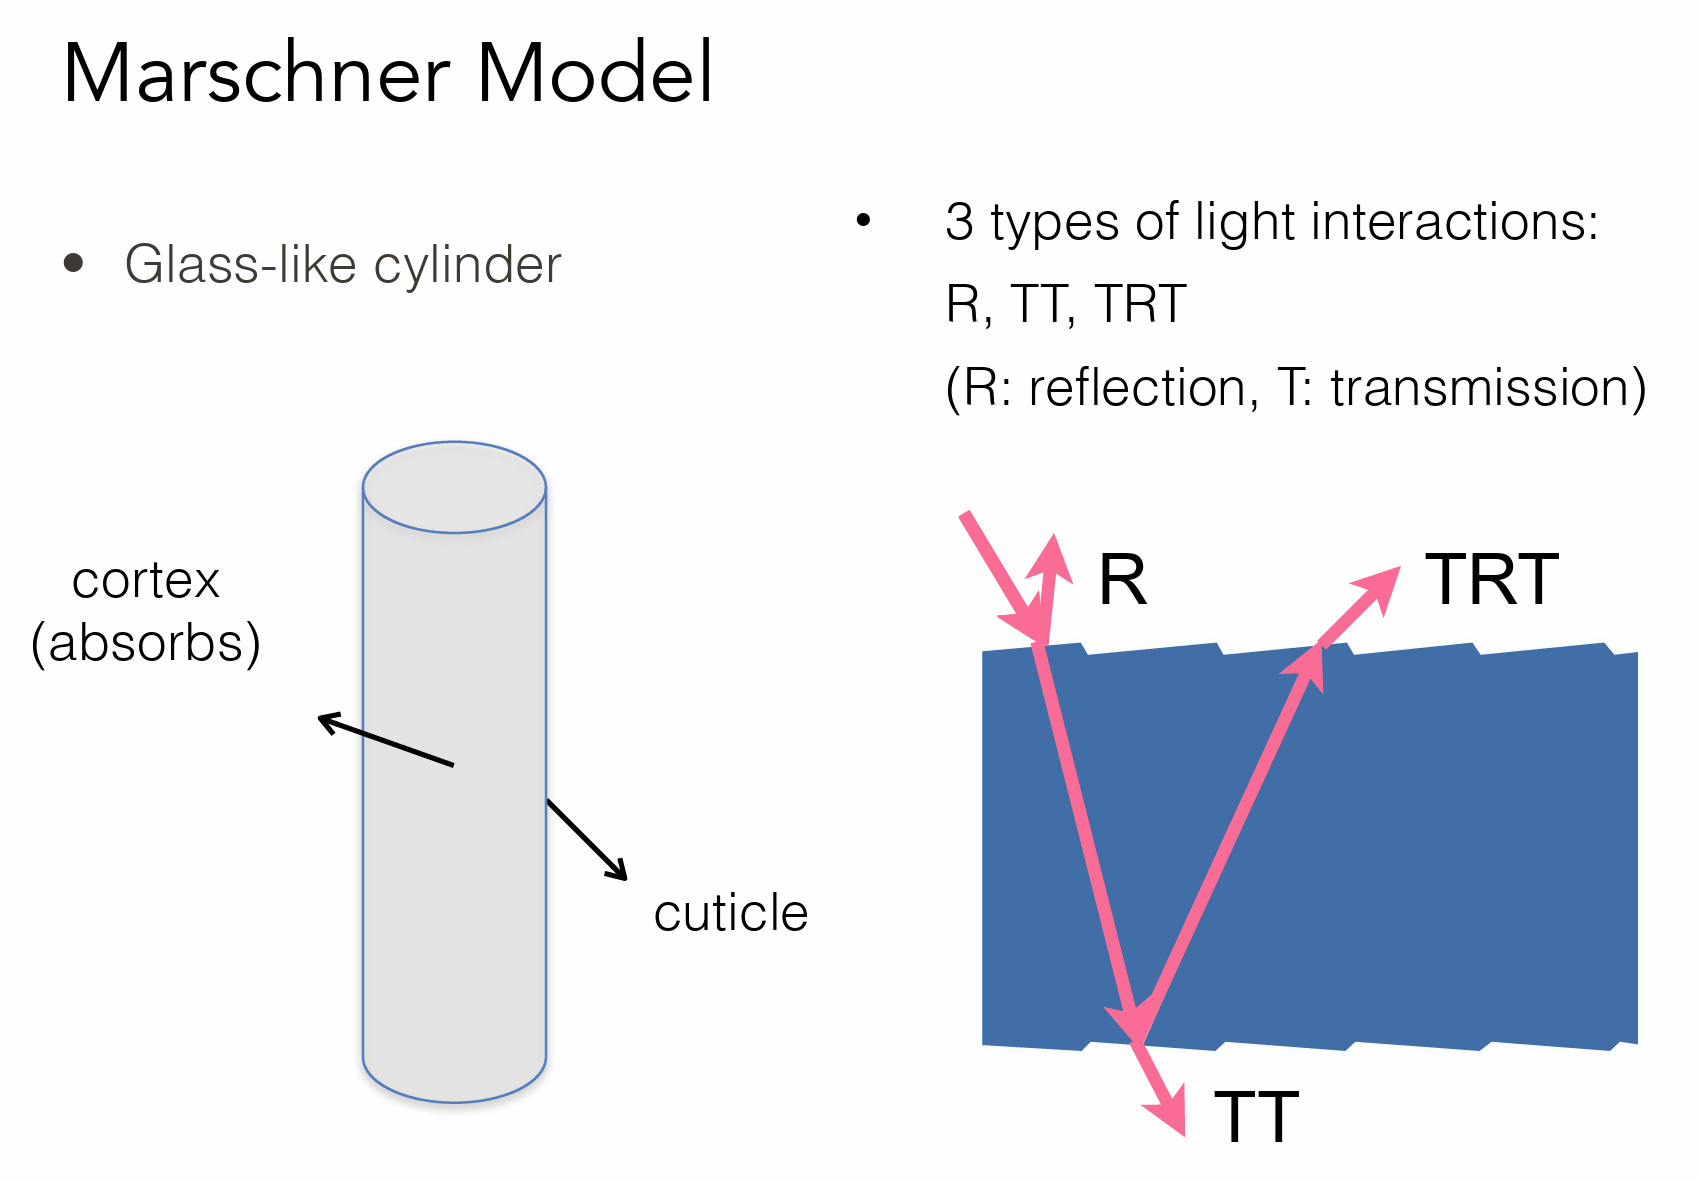 Marschner Model
• Glass-like cylinder
cortex
(absorbs)
cuticle
• 3 types of light interactions:
R, TT, TRT
(R: reflection, T: transmission)
R
TRT
TT